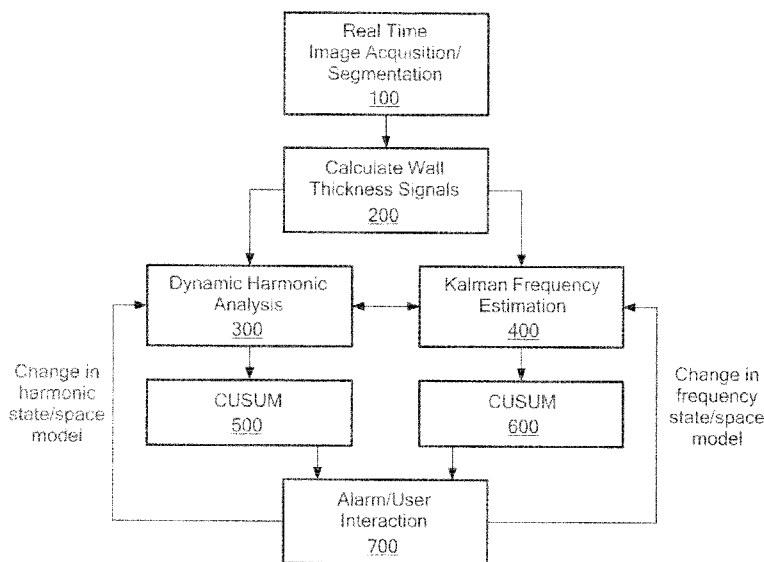 Real Time
Image Acquisition/
Segmentation
100
Calculate Wall
Thickness Signals
200
Dynamic Harmonic
Analysis
300
Kalman Frequency
Estimation
400
Change in
harmonic
state/space
model
CUSUM
500
CUSUM
600
Change in
frequency
state/space
model
Alarm/User
Interaction
700